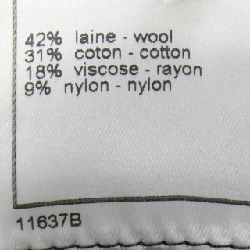 42% laine - wool
31% coton - cotton
18% viscose - rayon
9% nylon - nylon
11637B